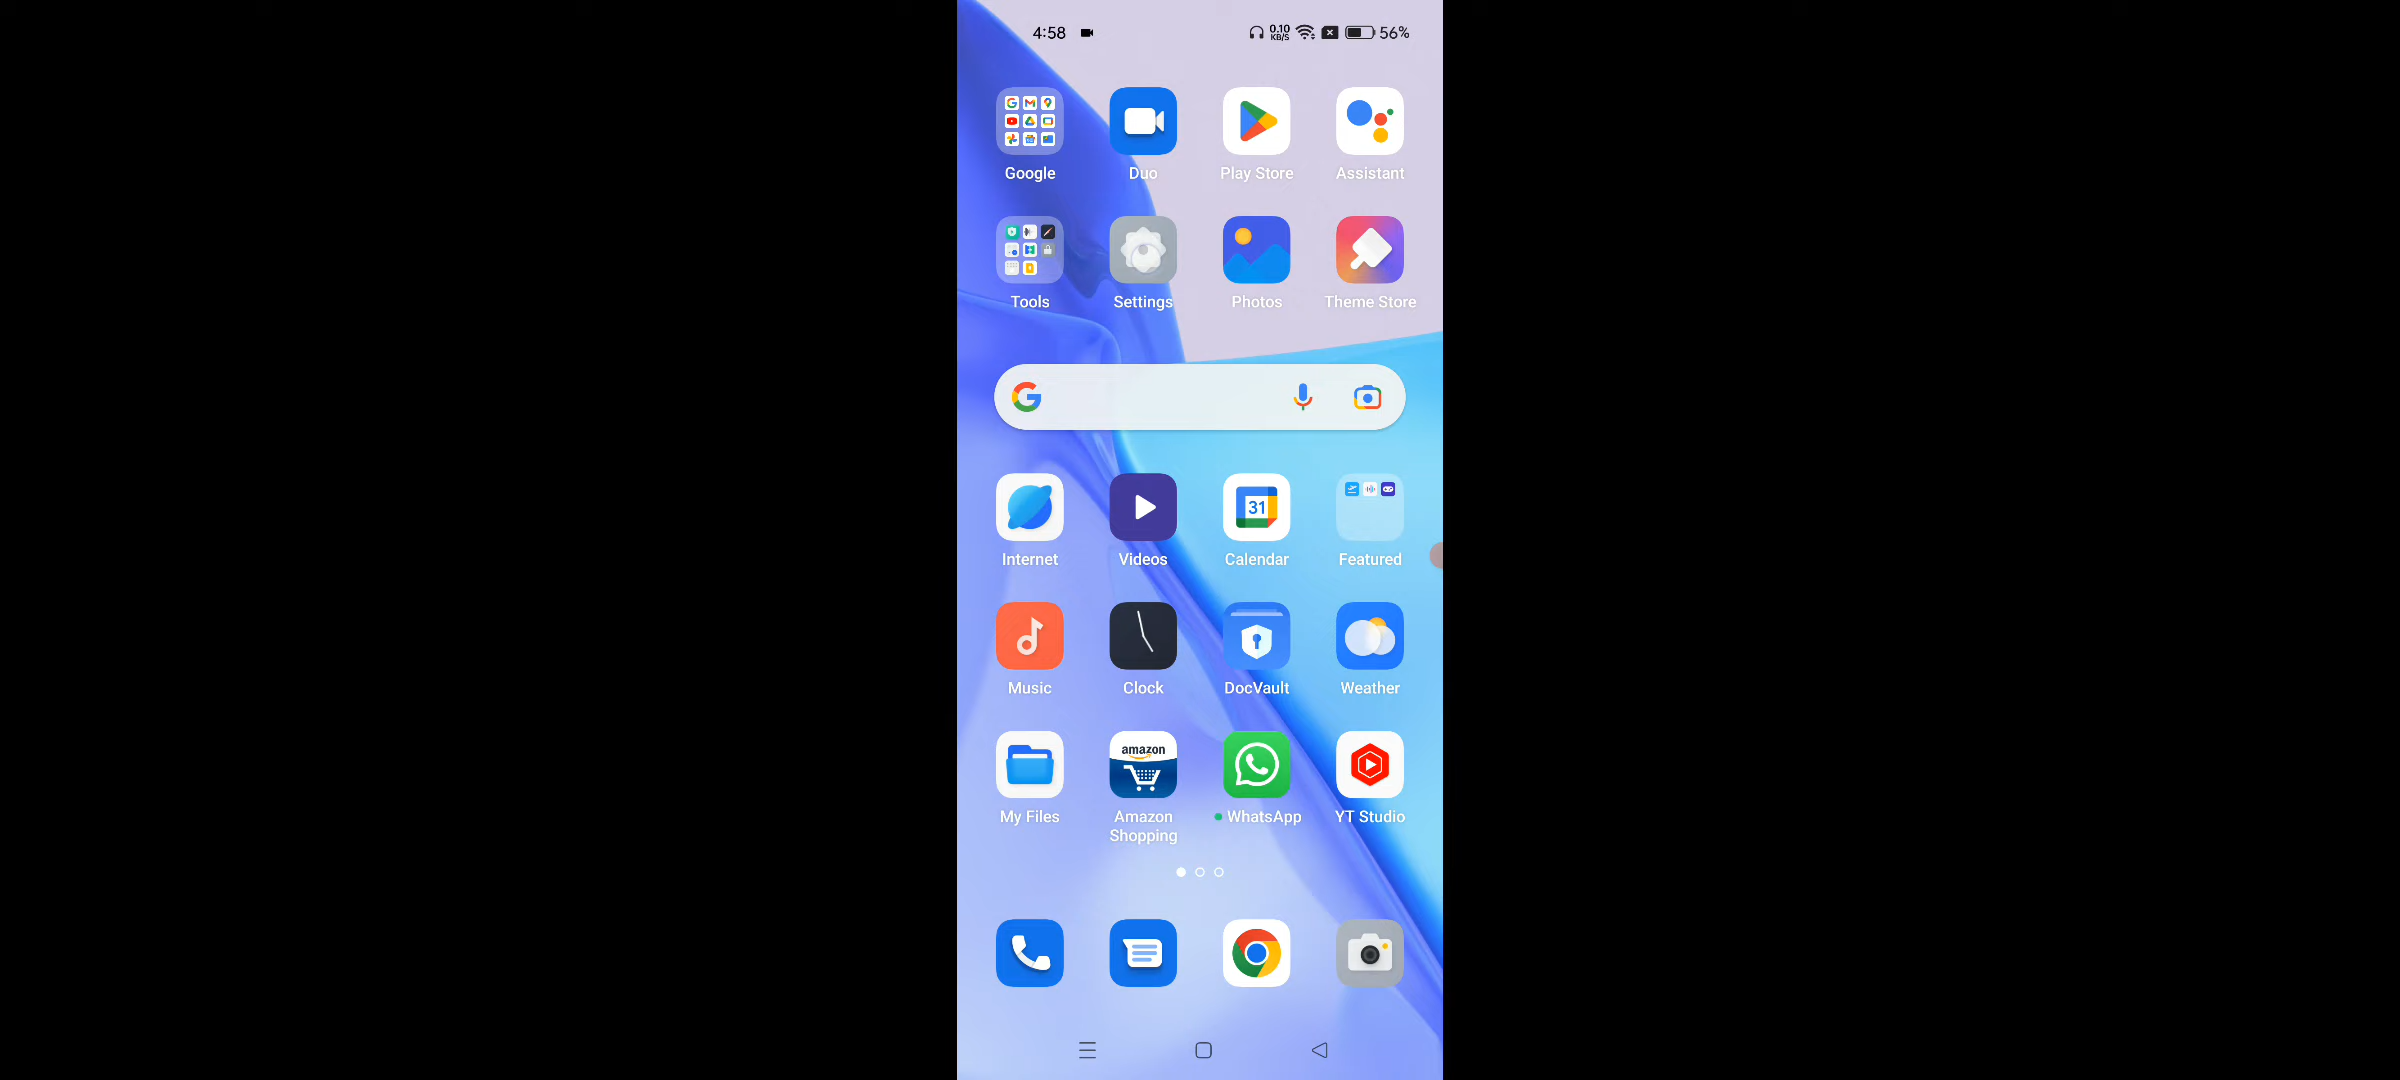 4:58 0.10 KB/S 56%
Google Duo Play Store Assistant
Tools Settings Photos Theme Store
31
Internet Videos Calendar Featured
Music Clock DocVault Weather
amazon
My Files Amazon Shopping WhatsApp YT Studio